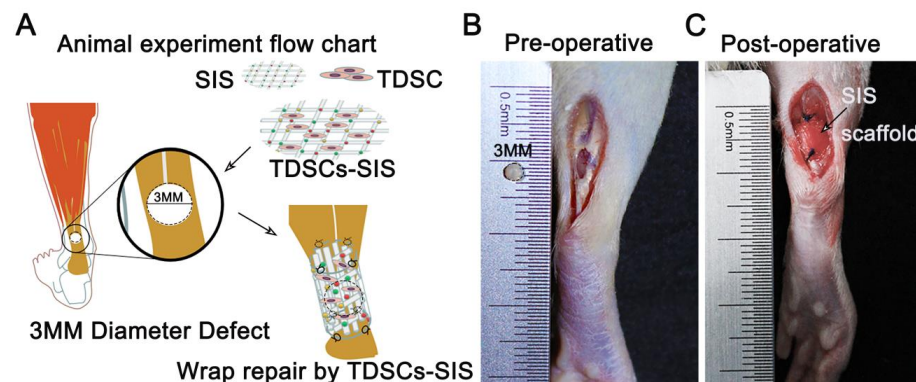 A
Animal experiment flow chart
SIS
TDSC
TDSCs-SIS
3MM
3MM Diameter Defect
Wrap repair by TDSCs-SIS
B
Pre-operative
0.5mm
3MM
C
Post-operative
0.5mm
SIS
scaffold